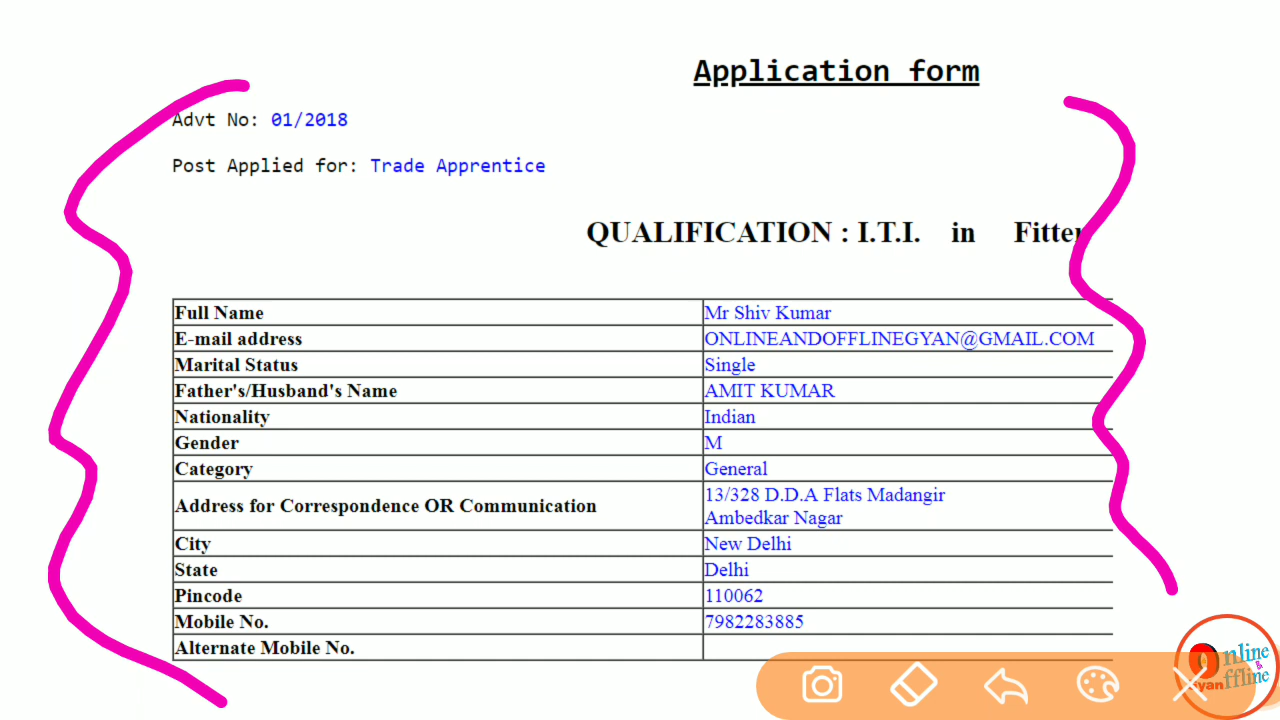 Application form
Advt No: 01/2018
Post Applied for: Trade Apprentice
QUALIFICATION : I.T.I. in Fitter
Full Name Mr Shiv Kumar
E-mail address ONLINEANDOFFLINEGYAN@GMAIL.COM
Marital Status Single
Father's/Husband's Name AMIT KUMAR
Nationality Indian
Gender M
Category General
Address for Correspondence OR Communication 13/328 D.D.A Flats Madangir
Ambedkar Nagar
City New Delhi
State Delhi
Pincode 110062
Mobile No. 7982283885
Alternate Mobile No.
Online
&
ffline
Gyan